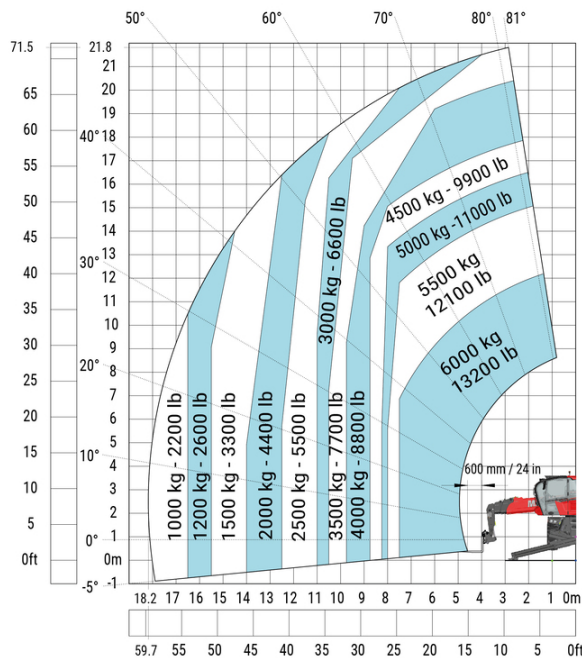 50°
60°
70°
80°
81°
71.5
21.8
21
65
20
19
60
40°
18
55
17
16
50
15
45
14
13
40
30°
12
35
11
10
30
9
25
20°
8
7
20
6
5
15
10°
4
3
10
2
5
1
0°
0ft
0m
-5°
-1
1000 kg - 2200 lb
1200 kg - 2600 lb
1500 kg - 3300 lb
2000 kg - 4400 lb
2500 kg - 5500 lb
3000 kg - 6600 lb
3500 kg - 7700 lb
4000 kg - 8800 lb
4500 kg - 9900 lb
5000 kg -11000 lb
5500 kg
12100 lb
6000 kg
13200 lb
600 mm / 24 in
18.2 17 16 15 14 13 12 11 10 9 8 7 6 5 4 3 2 1 0m
59.7 55 50 45 40 35 30 25 20 15 10 5 0ft